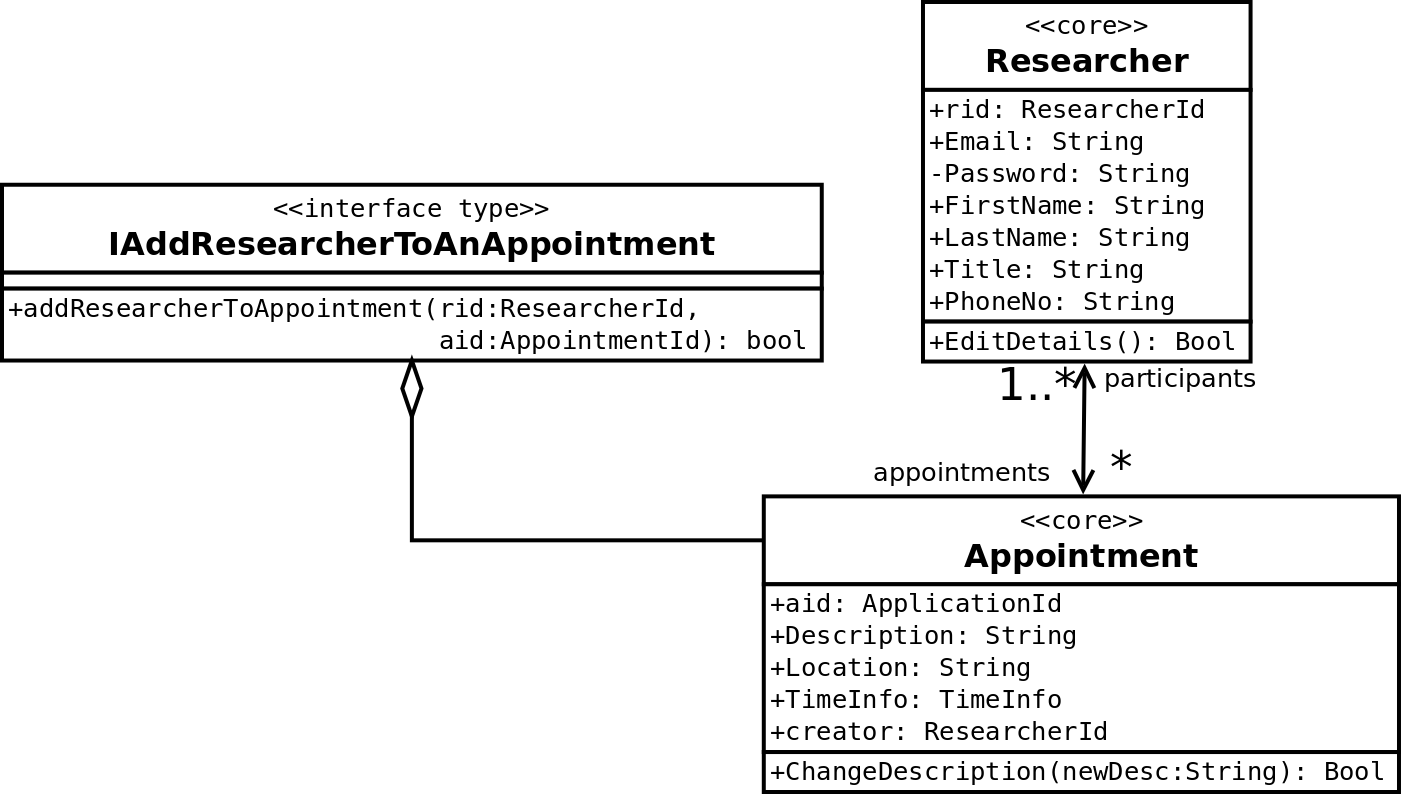 <<core>>
Researcher
+rid: ResearcherId
+Email: String
-Password: String
+FirstName: String
+LastName: String
+Title: String
+PhoneNo: String
+EditDetails(): Bool
<<interface type>>
IAddResearcherToAnAppointment
+addResearcherToAppointment(rid:ResearcherId,
aid:AppointmentId): bool
1..* participants
appointments *
<<core>>
Appointment
+aid: ApplicationId
+Description: String
+Location: String
+TimeInfo: TimeInfo
+creator: ResearcherId
+ChangeDescription(newDesc:String): Bool